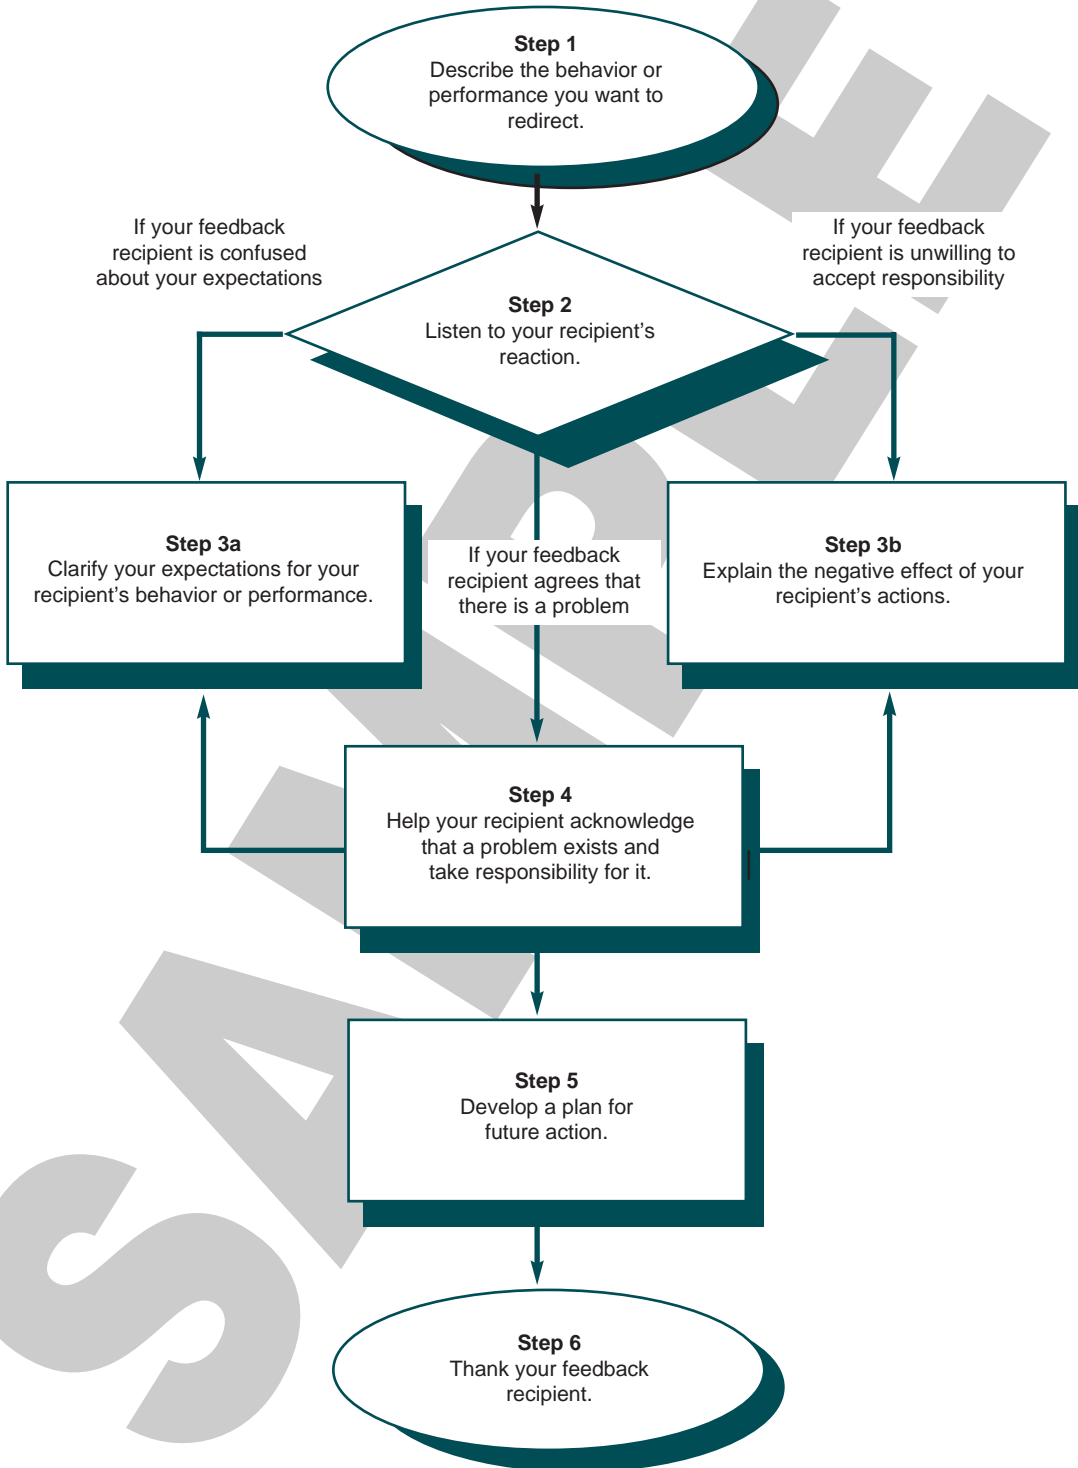 Step 1
Describe the behavior or
performance you want to
redirect.
If your feedback
recipient is confused
about your expectations
If your feedback
recipient is unwilling to
accept responsibility
Step 2
Listen to your recipient's
reaction.
Step 3a
Clarify your expectations for your
recipient's behavior or performance.
If your feedback
recipient agrees that
there is a problem
Step 3b
Explain the negative effect of your
recipient's actions.
Step 4
Help your recipient acknowledge
that a problem exists and
take responsibility for it.
Step 5
Develop a plan for
future action.
Step 6
Thank your feedback
recipient.
SAMPLE